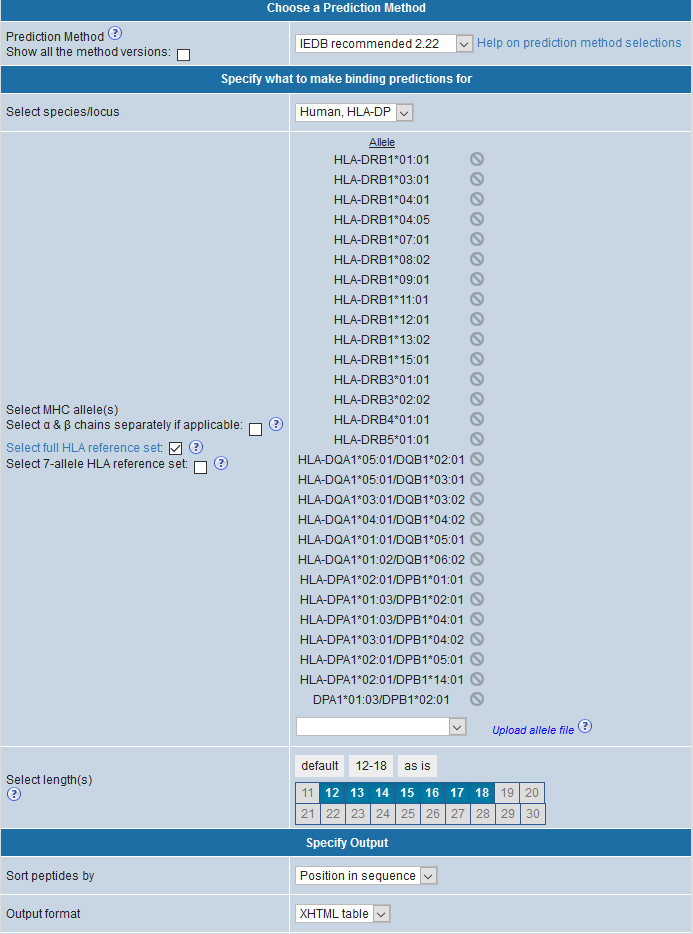 Choose a Prediction Method
Prediction Method ?
Show all the method versions:
IEDB recommended 2.22
Help on prediction method selections
Specify what to make binding predictions for
Select species/locus
Human, HLA-DP
Select MHC allele(s)
Select α & β chains separately if applicable: ?
Select full HLA reference set: ?
Select 7-allele HLA reference set: ?
Allele
HLA-DRB1*01:01
HLA-DRB1*03:01
HLA-DRB1*04:01
HLA-DRB1*04:05
HLA-DRB1*07:01
HLA-DRB1*08:02
HLA-DRB1*09:01
HLA-DRB1*11:01
HLA-DRB1*12:01
HLA-DRB1*13:02
HLA-DRB1*15:01
HLA-DRB3*01:01
HLA-DRB3*02:02
HLA-DRB4*01:01
HLA-DRB5*01:01
HLA-DQA1*05:01/DQB1*02:01
HLA-DQA1*05:01/DQB1*03:01
HLA-DQA1*03:01/DQB1*03:02
HLA-DQA1*04:01/DQB1*04:02
HLA-DQA1*01:01/DQB1*05:01
HLA-DQA1*01:02/DQB1*06:02
HLA-DPA1*02:01/DPB1*01:01
HLA-DPA1*01:03/DPB1*02:01
HLA-DPA1*01:03/DPB1*04:01
HLA-DPA1*03:01/DPB1*04:02
HLA-DPA1*02:01/DPB1*05:01
HLA-DPA1*02:01/DPB1*14:01
DPA1*01:03/DPB1*02:01
Upload allele file ?
Select length(s)
?
default 12-18 as is
11 12 13 14 15 16 17 18 19 20
21 22 23 24 25 26 27 28 29 30
Specify Output
Sort peptides by
Position in sequence
Output format
XHTML table